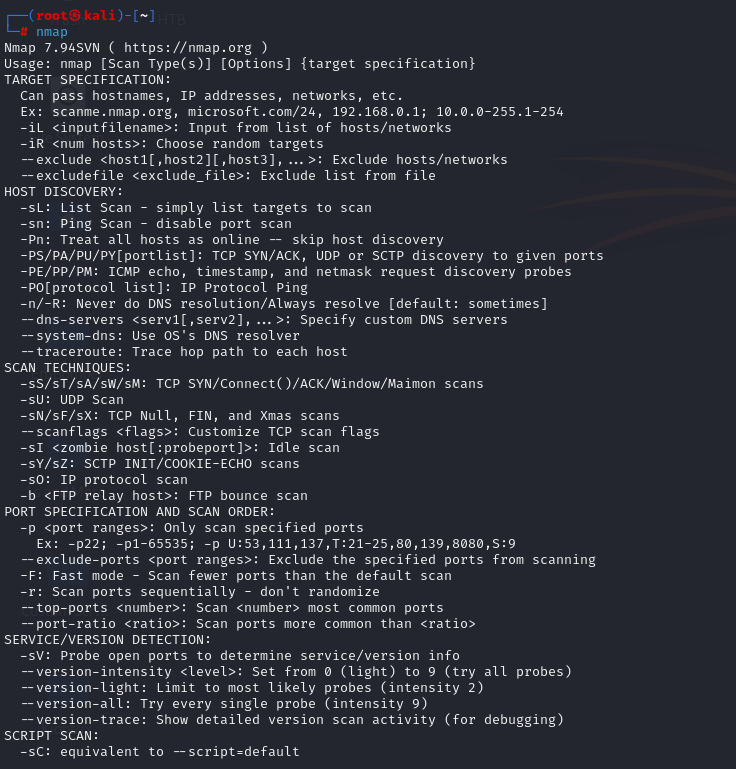 ┌──(root㉿kali)-[~]
└─# nmap
Nmap 7.94SVN ( https://nmap.org )
Usage: nmap [Scan Type(s)] [Options] {target specification}
TARGET SPECIFICATION:
  Can pass hostnames, IP addresses, networks, etc.
  Ex: scanme.nmap.org, microsoft.com/24, 192.168.0.1; 10.0.0-255.1-254
  -iL <inputfilename>: Input from list of hosts/networks
  -iR <num hosts>: Choose random targets
  --exclude <host1[,host2][,host3],...>: Exclude hosts/networks
  --excludefile <exclude_file>: Exclude list from file
HOST DISCOVERY:
  -sL: List Scan - simply list targets to scan
  -sn: Ping Scan - disable port scan
  -Pn: Treat all hosts as online -- skip host discovery
  -PS/PA/PU/PY[portlist]: TCP SYN/ACK, UDP or SCTP discovery to given ports
  -PE/PP/PM: ICMP echo, timestamp, and netmask request discovery probes
  -PO[protocol list]: IP Protocol Ping
  -n/-R: Never do DNS resolution/Always resolve [default: sometimes]
  --dns-servers <serv1[,serv2],...>: Specify custom DNS servers
  --system-dns: Use OS's DNS resolver
  --traceroute: Trace hop path to each host
SCAN TECHNIQUES:
  -sS/sT/sA/sW/sM: TCP SYN/Connect()/ACK/Window/Maimon scans
  -sU: UDP Scan
  -sN/sF/sX: TCP Null, FIN, and Xmas scans
  --scanflags <flags>: Customize TCP scan flags
  -sI <zombie host[:probeport]>: Idle scan
  -sY/sZ: SCTP INIT/COOKIE-ECHO scans
  -sO: IP protocol scan
  -b <FTP relay host>: FTP bounce scan
PORT SPECIFICATION AND SCAN ORDER:
  -p <port ranges>: Only scan specified ports
    Ex: -p22; -p1-65535; -p U:53,111,137,T:21-25,80,139,8080,S:9
  --exclude-ports <port ranges>: Exclude the specified ports from scanning
  -F: Fast mode - Scan fewer ports than the default scan
  -r: Scan ports sequentially - don't randomize
  --top-ports <number>: Scan <number> most common ports
  --port-ratio <ratio>: Scan ports more common than <ratio>
SERVICE/VERSION DETECTION:
  -sV: Probe open ports to determine service/version info
  --version-intensity <level>: Set from 0 (light) to 9 (try all probes)
  --version-light: Limit to most likely probes (intensity 2)
  --version-all: Try every single probe (intensity 9)
  --version-trace: Show detailed version scan activity (for debugging)
SCRIPT SCAN:
  -sC: equivalent to --script=default